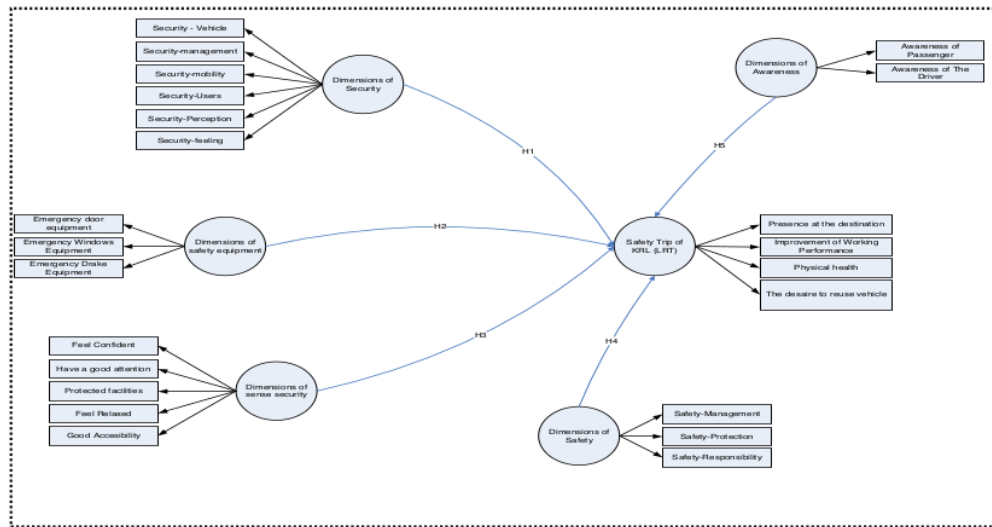 Security - Vehicle
Security-management
Security-mobility
Security-Users
Security-Perception
Security-feeling
Dimensions of
Security
H1
Dimensions of
Awareness
Awareness of
Passenger
Awareness of The
Driver
H5
Emergency door
equipment
Emergency Windows
Equipment
Emergency Drake
Equipment
Dimensions of
safety equipment
H2
Safety Trip of
KRL (LRT)
Presence at the destination
Improvement of Working
Performance
Physical health
The desaire to reuse vehicle
Feel Confident
Have a good attention
Protected facilities
Feel Relaxed
Good Accesibility
Dimensions of
sense security
H3
H4
Dimensions of
Safety
Safety-Management
Safety-Protection
Safety-Responsibility